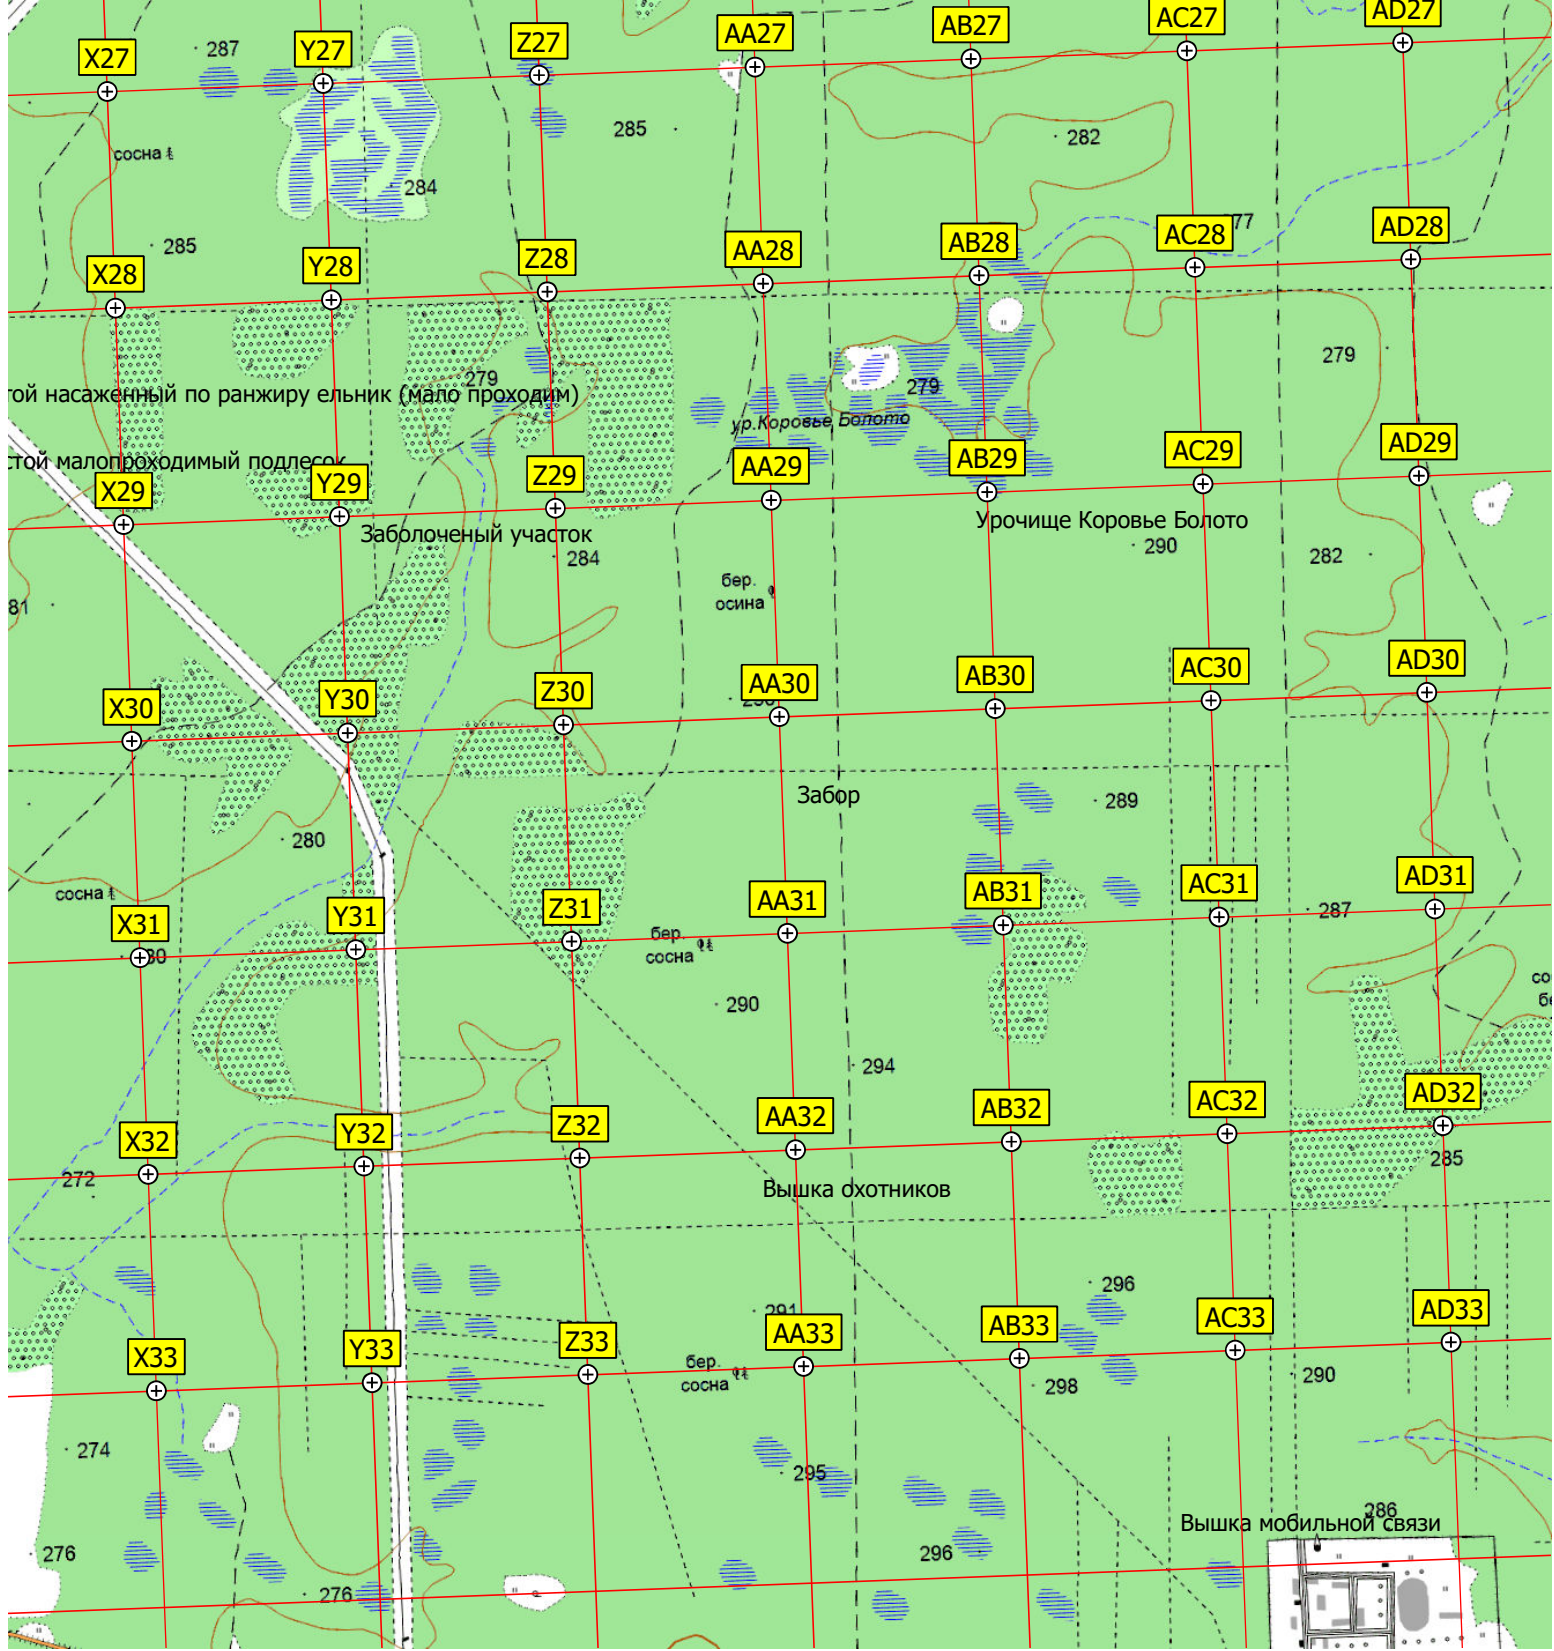 X27 Y27 Z27 AA27 AB27 AC27 AD27
287
285
282
сосна
284
285
277
X28 Y28 Z28 AA28 AB28 AC28 AD28
279
279
279
той насаженный по ранжиру ельник (мало проходим)
ур.Коровье Болото
стой малопроходимый подлесок
X29 Y29 Z29 AA29 AB29 AC29 AD29
Заболоченый участок
Урочище Коровье Болото
284
290
282
бер.
осина
81
X30 Y30 Z30 AA30 AB30 AC30 AD30
Забор
289
280
сосна
X31 Y31 Z31 AA31 AB31 AC31 AD31
287
бер.
сосна
290
294
со
бе
X32 Y32 Z32 AA32 AB32 AC32 AD32
272
285
Вышка охотников
296
291
X33 Y33 Z33 AA33 AB33 AC33 AD33
бер.
сосна
298
290
274
295
286
Вышка мобильной связи
276
296
276